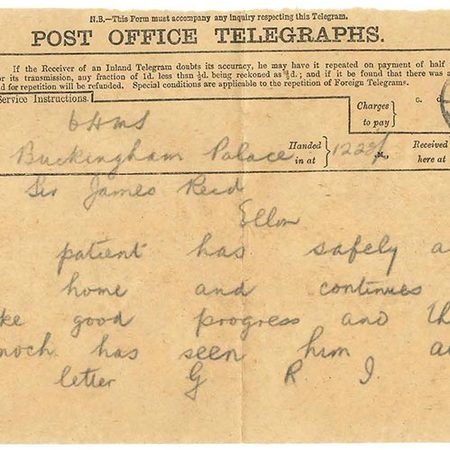 N.B.—This Form must accompany any inquiry respecting this Telegram.
POST OFFICE TELEGRAPHS.
If the Receiver of an Inland Telegram doubts its accuracy, he may have it repeated on payment of half
or its transmission, any fraction of 1d. less than ½d. being reckoned as ½d.; and if it be found that there was a
d for repetition will be refunded. Special conditions are applicable to the repetition of Foreign Telegrams.
Service Instructions.
Charges to pay
s. d.
OHMS
Buckingham Palace
Handed in at
Received here at
Sir James Reid
Ellon
patient has safely a
home and continues
ke good progress and th
noch has seen him a
letter G R I.